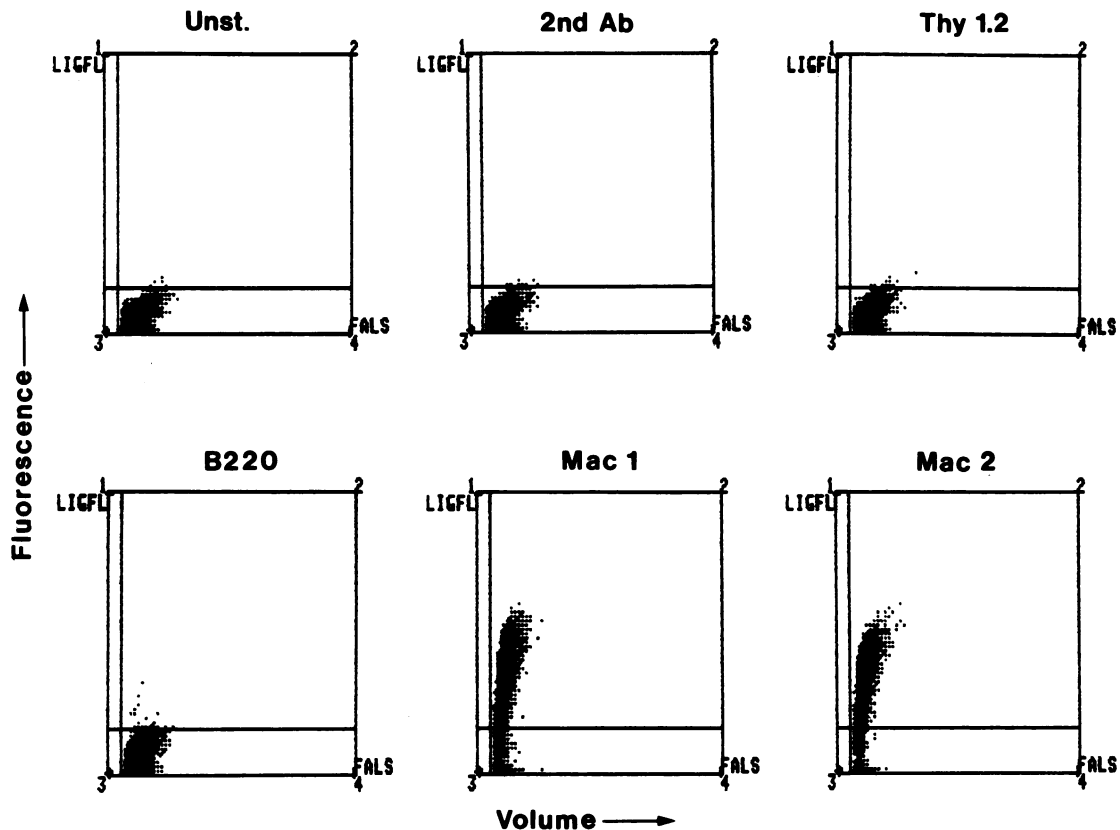 Unst.
1 2
LIGFL
FALS
3 4
2nd Ab
1 2
LIGFL
FALS
3 4
Thy 1.2
1 2
LIGFL
FALS
3 4
Fluorescence
B220
1 2
LIGFL
FALS
3 4
Mac 1
1 2
LIGFL
FALS
3 4
Mac 2
1 2
LIGFL
FALS
3 4
Volume